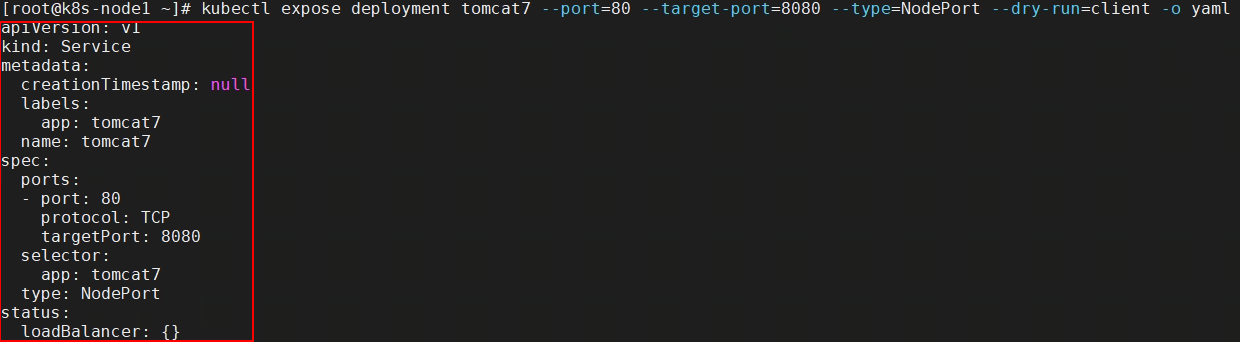 [root@k8s-node1 ~]# kubectl expose deployment tomcat7 --port=80 --target-port=8080 --type=NodePort --dry-run=client -o yaml
apiVersion: v1
kind: Service
metadata:
  creationTimestamp: null
  labels:
    app: tomcat7
  name: tomcat7
spec:
  ports:
  - port: 80
    protocol: TCP
    targetPort: 8080
  selector:
    app: tomcat7
  type: NodePort
status:
  loadBalancer: {}